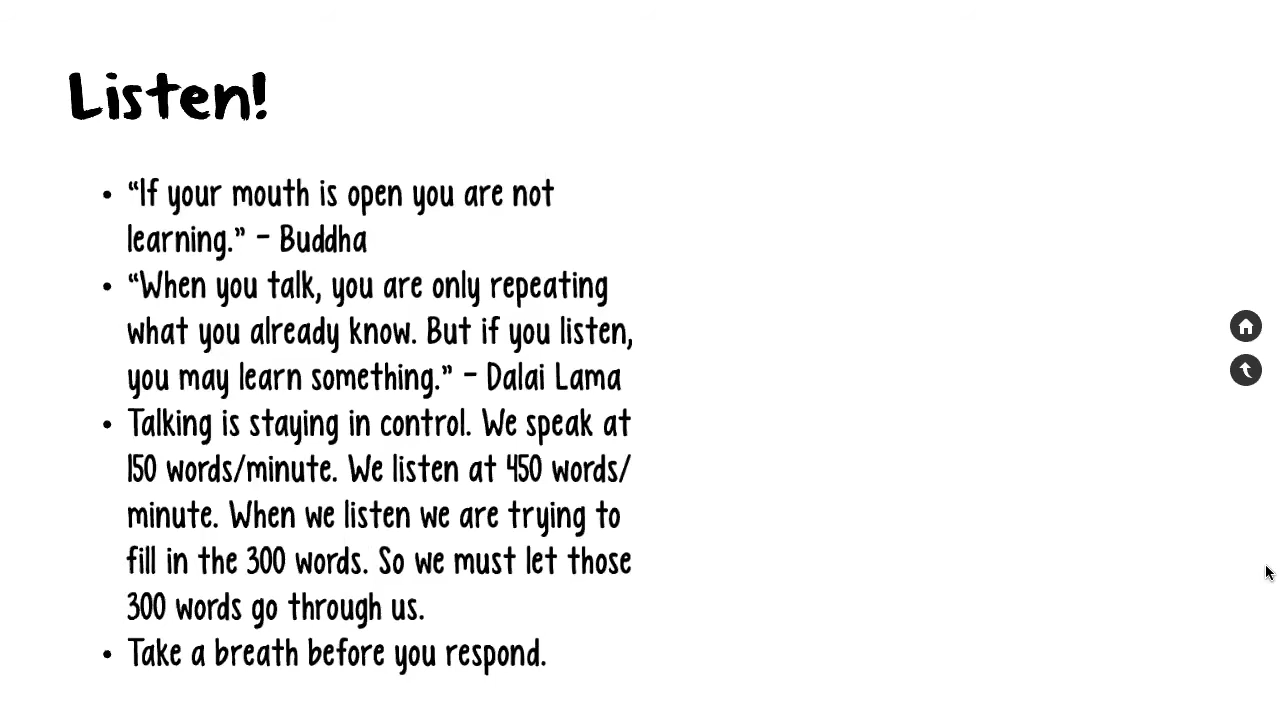 Listen!
• “If your mouth is open you are not
learning.” – Buddha
• “When you talk, you are only repeating
what you already know. But if you listen,
you may learn something.” – Dalai Lama
• Talking is staying in control. We speak at
150 words/minute. We listen at 450 words/
minute. When we listen we are trying to
fill in the 300 words. So we must let those
300 words go through us.
• Take a breath before you respond.